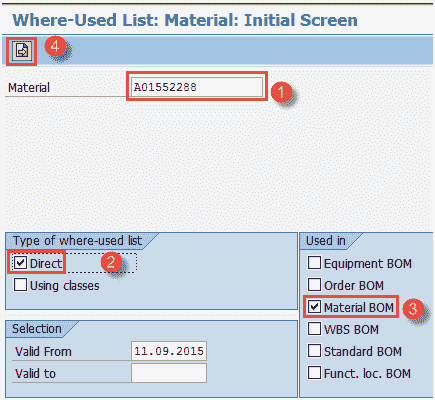 Where-Used List: Material: Initial Screen
4
Material A01552288
1
Type of where-used list
Direct
2
Using classes
Used in
Equipment BOM
Order BOM
Material BOM
3
WBS BOM
Standard BOM
Funct. loc. BOM
Selection
Valid From 11.09.2015
Valid to